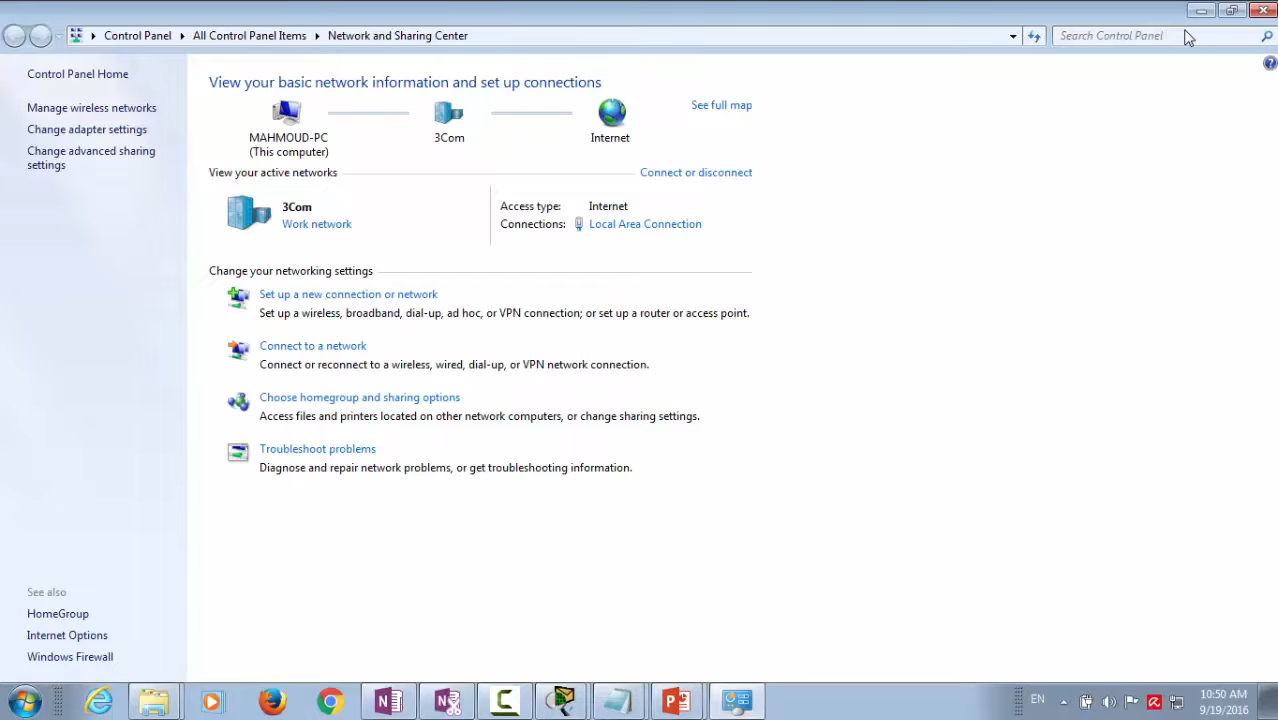 Control Panel All Control Panel Items Network and Sharing Center
Search Control Panel
Control Panel Home
Manage wireless networks
Change adapter settings
Change advanced sharing
settings
See also
HomeGroup
Internet Options
Windows Firewall
View your basic network information and set up connections
See full map
MAHMOUD-PC
(This computer)
3Com
Internet
View your active networks
Connect or disconnect
3Com
Work network
Access type: Internet
Connections: Local Area Connection
Change your networking settings
Set up a new connection or network
Set up a wireless, broadband, dial-up, ad hoc, or VPN connection; or set up a router or access point.
Connect to a network
Connect or reconnect to a wireless, wired, dial-up, or VPN network connection.
Choose homegroup and sharing options
Access files and printers located on other network computers, or change sharing settings.
Troubleshoot problems
Diagnose and repair network problems, or get troubleshooting information.
EN
10:50 AM
9/19/2016